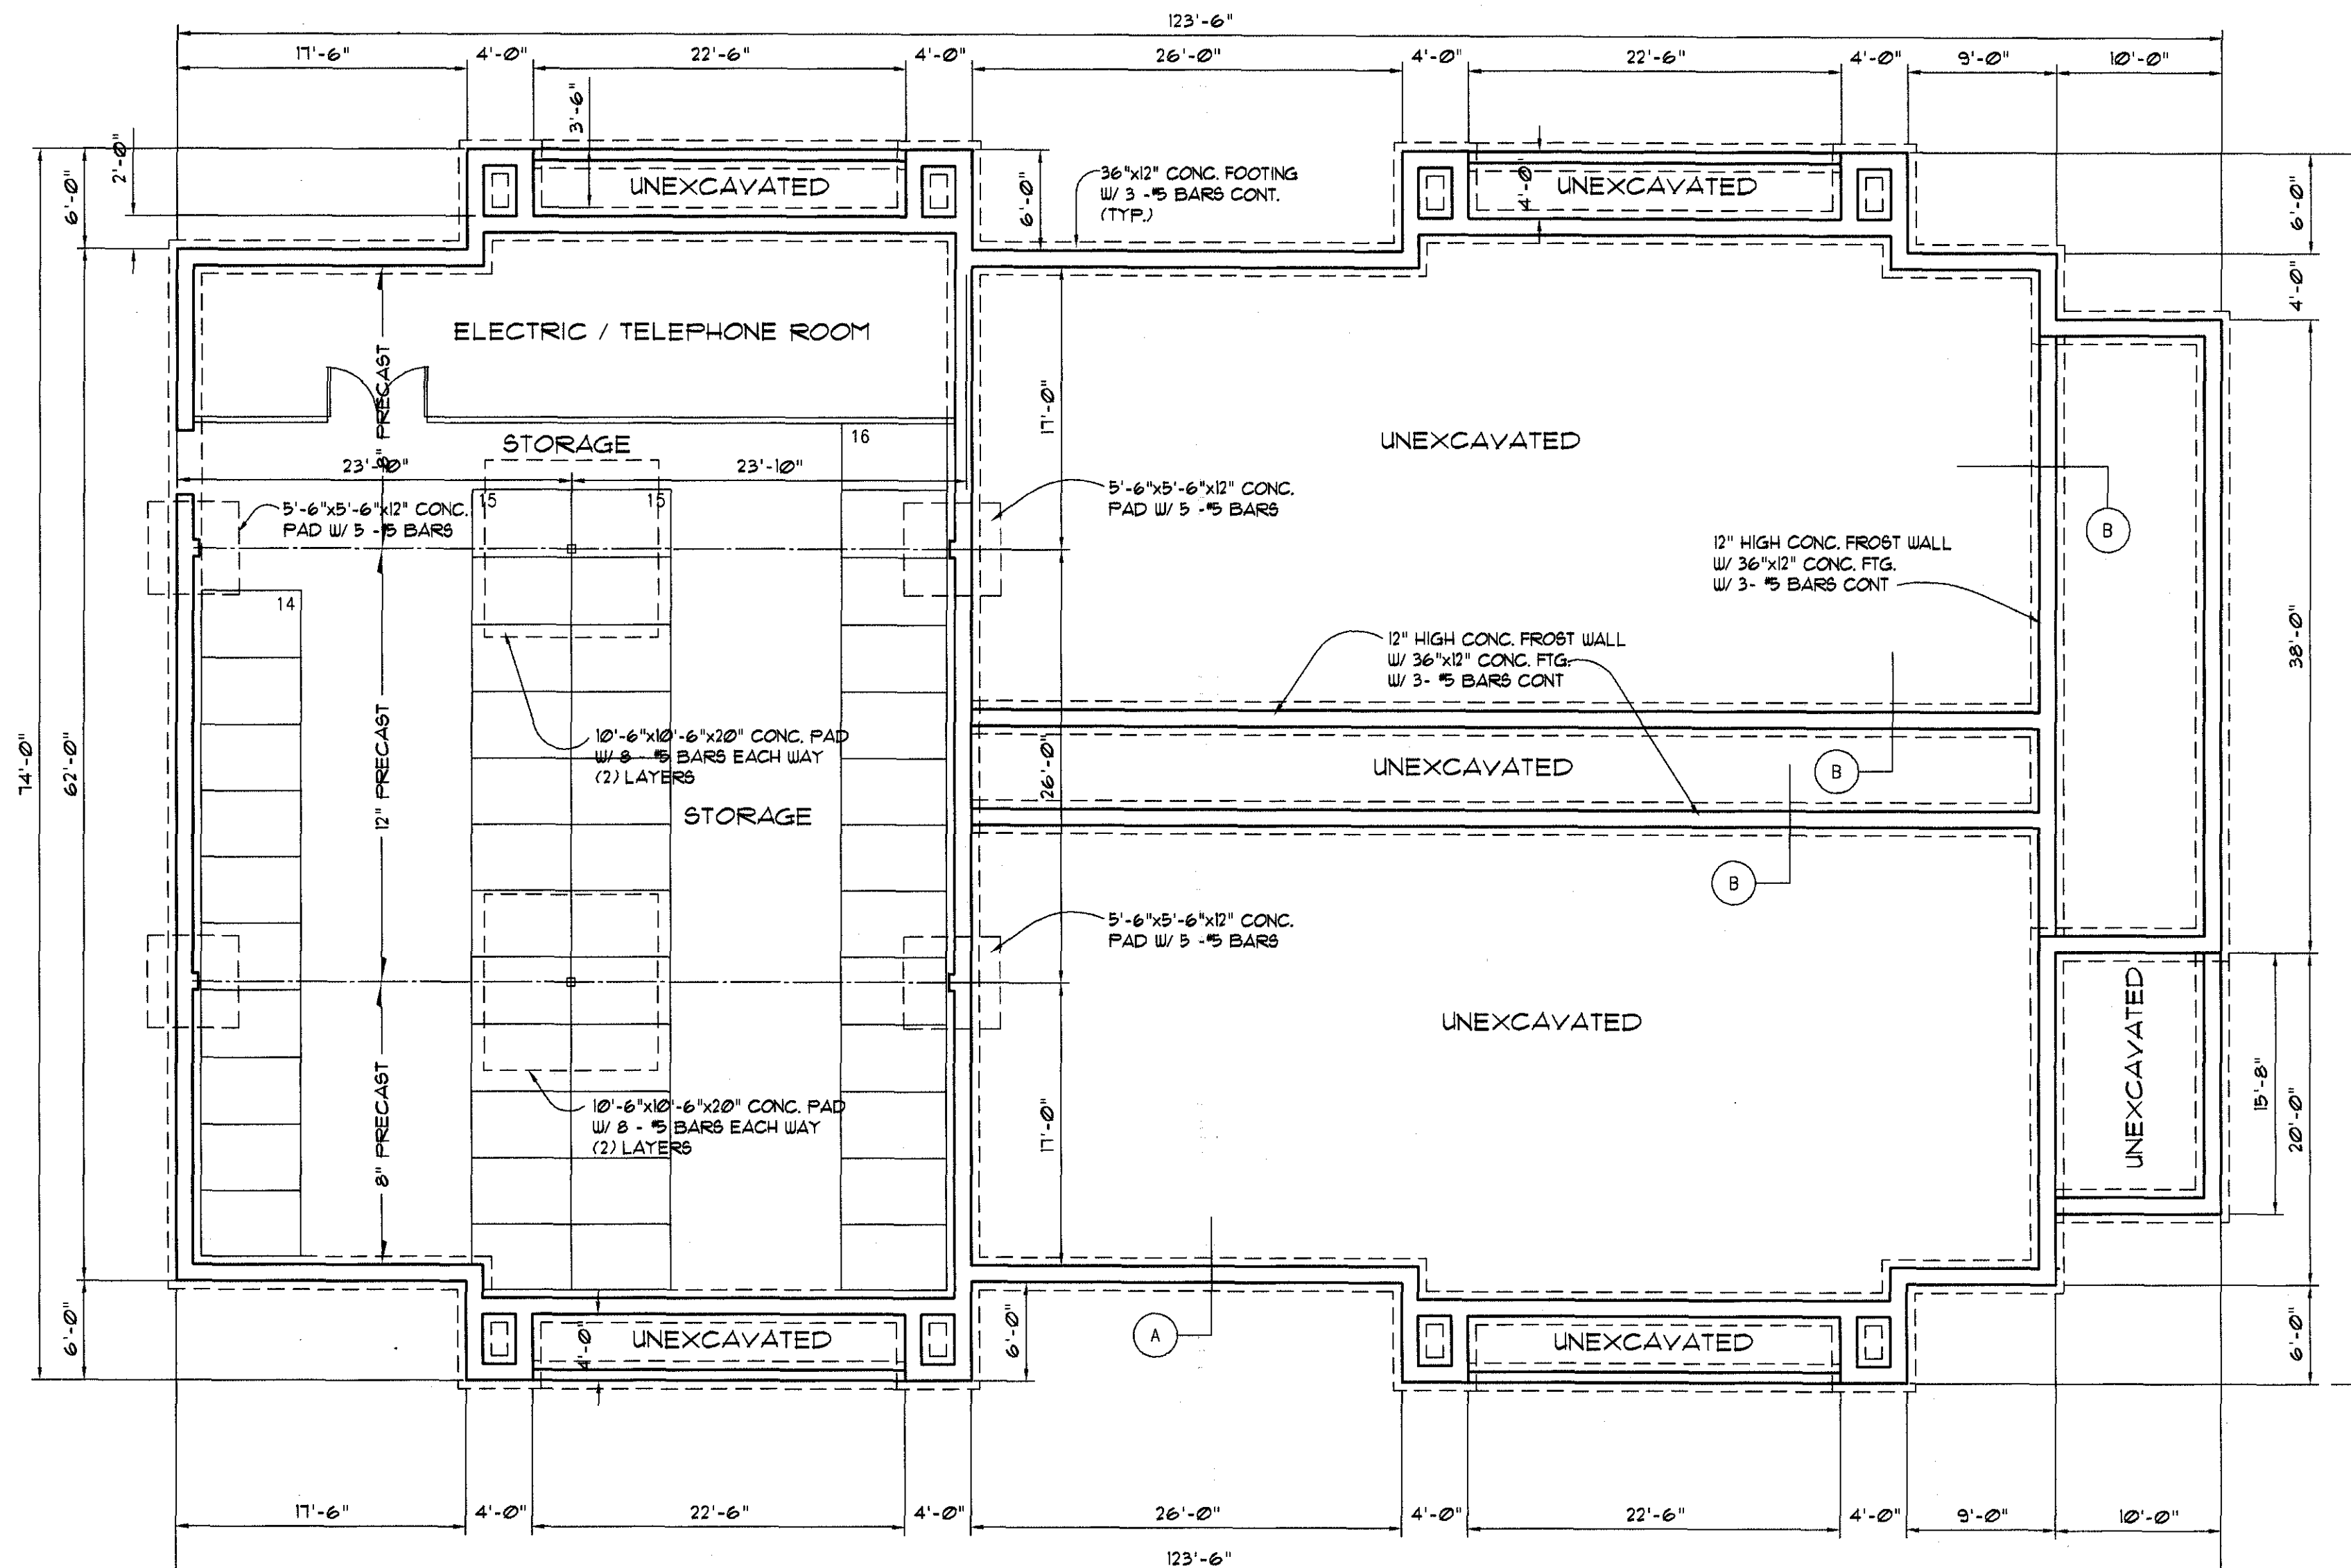 123'-6"
17'-6" 4'-0" 22'-6" 4'-0" 26'-0" 4'-0" 22'-6" 4'-0" 9'-0" 10'-0"
3'-6"
2'-0"
6'-0"
UNEXCAVATED
6'-0"
36"x12" CONC. FOOTING
W/ 3 -#5 BARS CONT.
(TYP.)
4'-0"
UNEXCAVATED
6'-0"
4'-0"
ELECTRIC / TELEPHONE ROOM
8" PRECAST
STORAGE
16
23'-10" 23'-10"
17'-0"
UNEXCAVATED
5'-6"x5'-6"x12" CONC.
PAD W/ 5 -#5 BARS
15 15
5'-6"x5'-6"x12" CONC.
PAD W/ 5 -#5 BARS
B
12" HIGH CONC. FROST WALL
W/ 36"x12" CONC. FTG.
W/ 3- #5 BARS CONT
14
12" HIGH CONC. FROST WALL
W/ 36"x12" CONC. FTG.
W/ 3- #5 BARS CONT
38'-0"
74'-0"
62'-0"
12" PRECAST
10'-6"x10'-6"x20" CONC. PAD
W/ 8 - #5 BARS EACH WAY
(2) LAYERS
26'-0"
UNEXCAVATED
B
STORAGE
B
5'-6"x5'-6"x12" CONC.
PAD W/ 5 -#5 BARS
UNEXCAVATED
UNEXCAVATED
8" PRECAST
10'-6"x10'-6"x20" CONC. PAD
W/ 8 - #5 BARS EACH WAY
(2) LAYERS
17'-0"
15'-8"
20'-0"
6'-0"
4'-0"
UNEXCAVATED
6'-0"
A
UNEXCAVATED
6'-0"
17'-6" 4'-0" 22'-6" 4'-0" 26'-0" 4'-0" 22'-6" 4'-0" 9'-0" 10'-0"
123'-6"